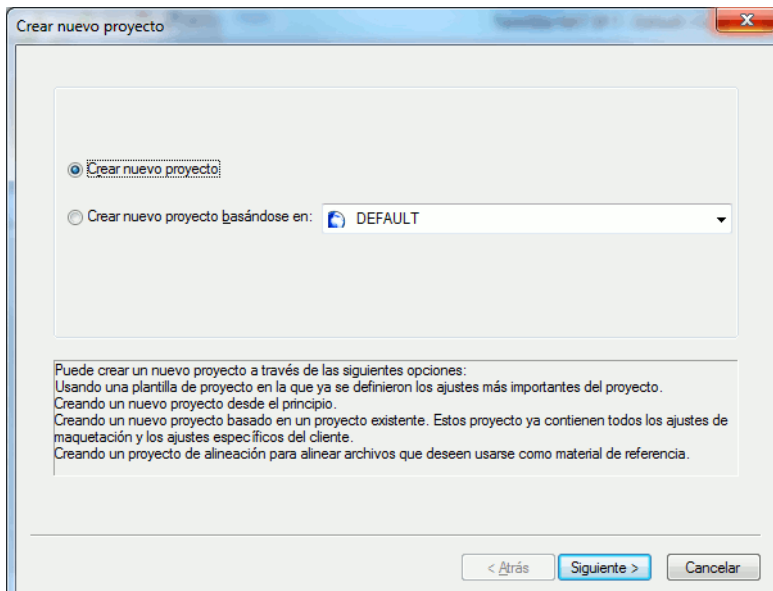 Crear nuevo proyecto
Crear nuevo proyecto
Crear nuevo proyecto basándose en:
DEFAULT
Puede crear un nuevo proyecto a través de las siguientes opciones:
Usando una plantilla de proyecto en la que ya se definieron los ajustes más importantes del proyecto.
Creando un nuevo proyecto desde el principio.
Creando un nuevo proyecto basado en un proyecto existente. Estos proyecto ya contienen todos los ajustes de
maquetación y los ajustes específicos del cliente.
Creando un proyecto de alineación para alinear archivos que deseen usarse como material de referencia.
< Atrás
Siguiente >
Cancelar